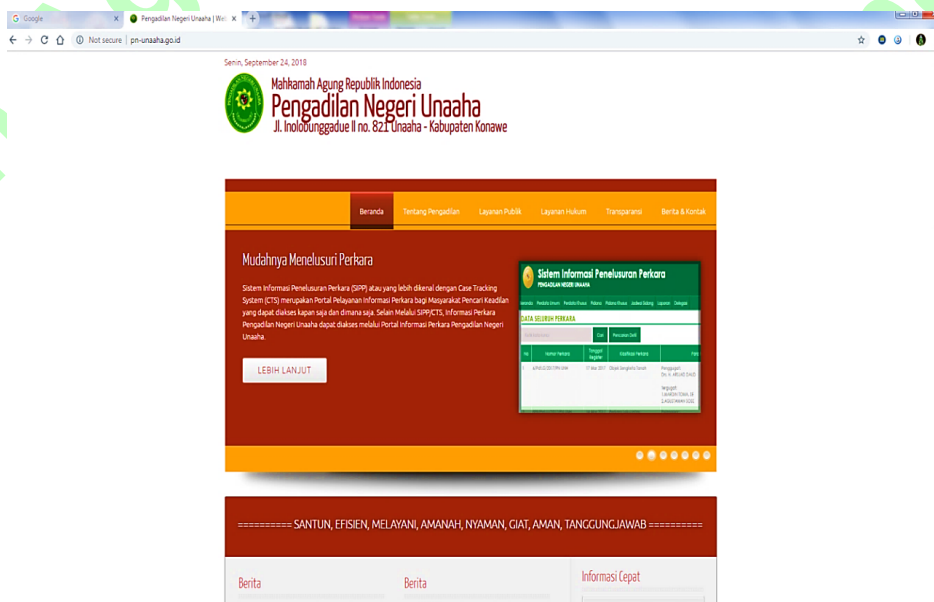 Google
Pengadilan Negeri Unaaha | Web
Not secure | pn-unaaha.go.id
Senin, September 24, 2018
Mahkamah Agung Republik Indonesia
Pengadilan Negeri Unaaha
Jl. Inolobunggadue II no. 821 Unaaha - Kabupaten Konawe
Beranda Tentang Pengadilan Layanan Publik Layanan Hukum Transparansi Berita & Kontak
Mudahnya Menelusuri Perkara
Sistem Informasi Penelusuran Perkara (SIPP) atau yang lebih dikenal dengan Case Tracking
System (CTS) merupakan Portal Pelayanan Informasi Perkara bagi Masyarakat Pencari Keadilan
yang dapat diakses kapan saja dan dimana saja. Selain Melalui SIPP/CTS, Informasi Perkara
Pengadilan Negeri Unaaha dapat diakses melalui Portal Informasi Perkara Pengadilan Negeri
Unaaha.
LEBIH LANJUT
Sistem Informasi Penelusuran Perkara
PENGADILAN NEGERI UNAAHA
DATA SELURUH PERKARA
========== SANTUN, EFISIEN, MELAYANI, AMANAH, NYAMAN, GIAT, AMAN, TANGGUNGJAWAB ==========
Berita
Berita
Informasi Cepat